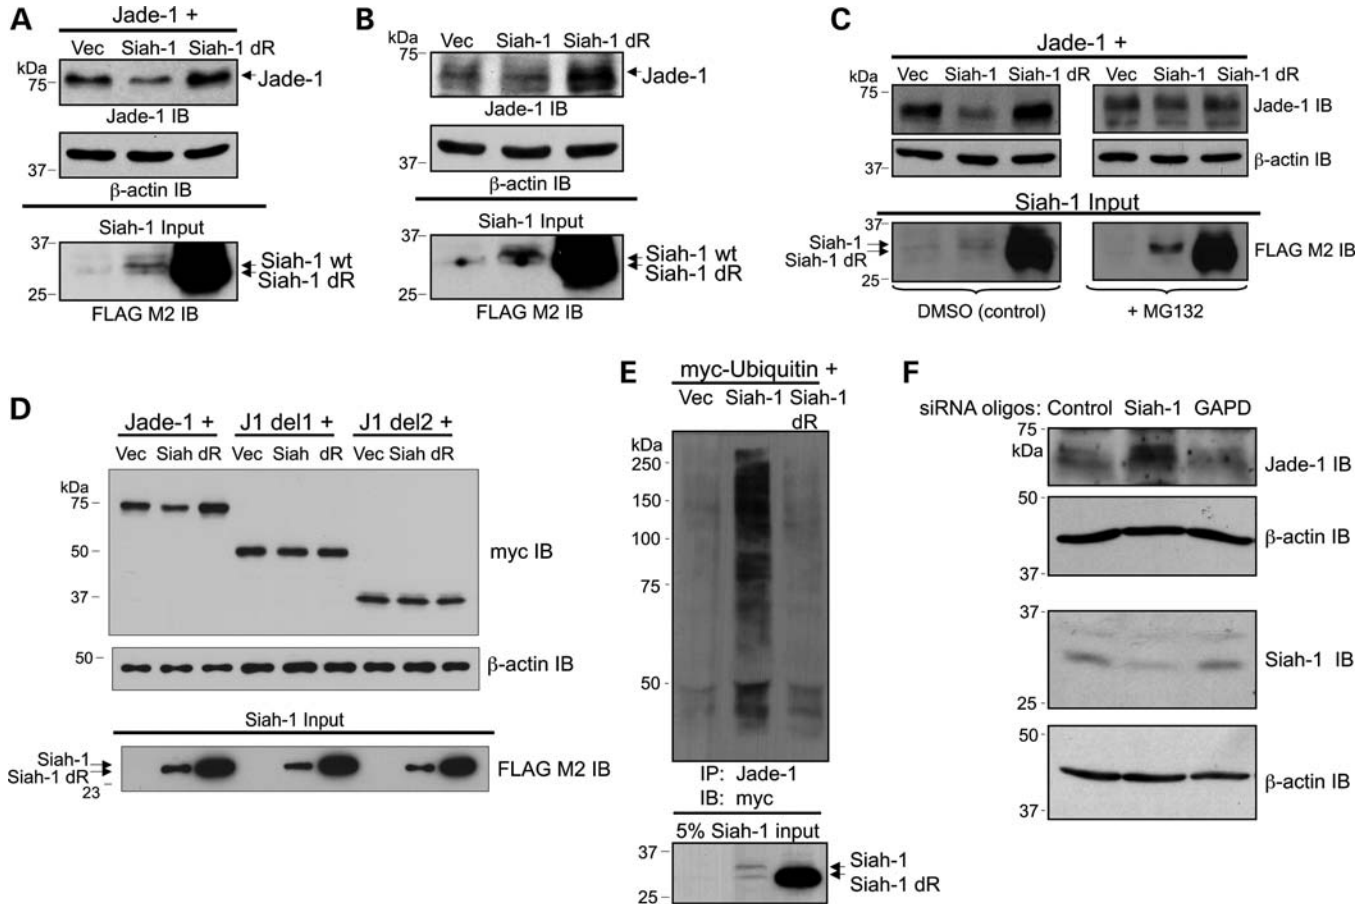 A
Jade-1 +
Vec Siah-1 Siah-1 dR
kDa
75
Jade-1
Jade-1 IB
37
β-actin IB
Siah-1 Input
37
Siah-1 wt
Siah-1 dR
25
FLAG M2 IB
B
kDa
Vec Siah-1 Siah-1 dR
75
Jade-1
Jade-1 IB
37
β-actin IB
Siah-1 Input
37
Siah-1 wt
Siah-1 dR
25
FLAG M2 IB
C
Jade-1 +
kDa
Vec Siah-1 Siah-1 dR Vec Siah-1 Siah-1 dR
75
Jade-1 IB
37
β-actin IB
Siah-1 Input
37
Siah-1
Siah-1 dR
FLAG M2 IB
25
DMSO (control) + MG132
D
Jade-1 + J1 del1 + J1 del2 +
Vec Siah dR Vec Siah dR Vec Siah dR
kDa
75
50
myc IB
37
50
β-actin IB
Siah-1 Input
Siah-1
Siah-1 dR
FLAG M2 IB
23
E
myc-Ubiquitin +
Vec Siah-1 Siah-1
dR
kDa
250
150
100
75
50
IP: Jade-1
IB: myc
5% Siah-1 input
37
Siah-1
Siah-1 dR
25
F
siRNA oligos: Control Siah-1 GAPD
75
kDa
Jade-1 IB
50
β-actin IB
37
37
Siah-1 IB
25
50
β-actin IB
37